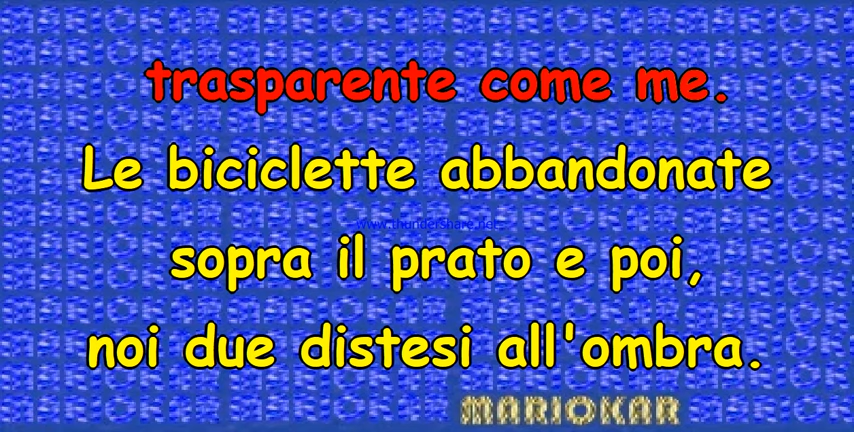 trasparente come me.
Le biciclette abbandonate
www.thundershare.net
sopra il prato e poi,
noi due distesi all'ombra.
MARIOKAR